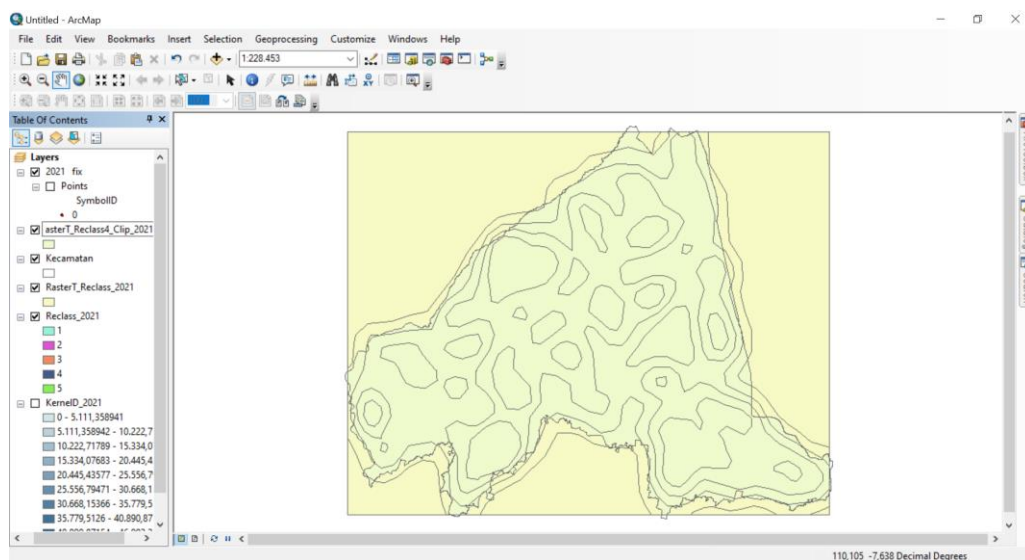 Untitled - ArcMap
File Edit View Bookmarks Insert Selection Geoprocessing Customize Windows Help
1:228.453
Table Of Contents
Layers
2021 fix
Points
SymbolID
0
asterT_Reclass4_Clip_2021
Kecamatan
RasterT_Reclass_2021
Reclass_2021
1
2
3
4
5
KernelD_2021
0 - 5.111,358941
5.111,358942 - 10.222,7
10.222,71789 - 15.334,0
15.334,07683 - 20.445,4
20.445,43577 - 25.556,7
25.556,79471 - 30.668,1
30.668,15366 - 35.779,5
35.779,5126 - 40.890,87
110,105 -7,638 Decimal Degrees